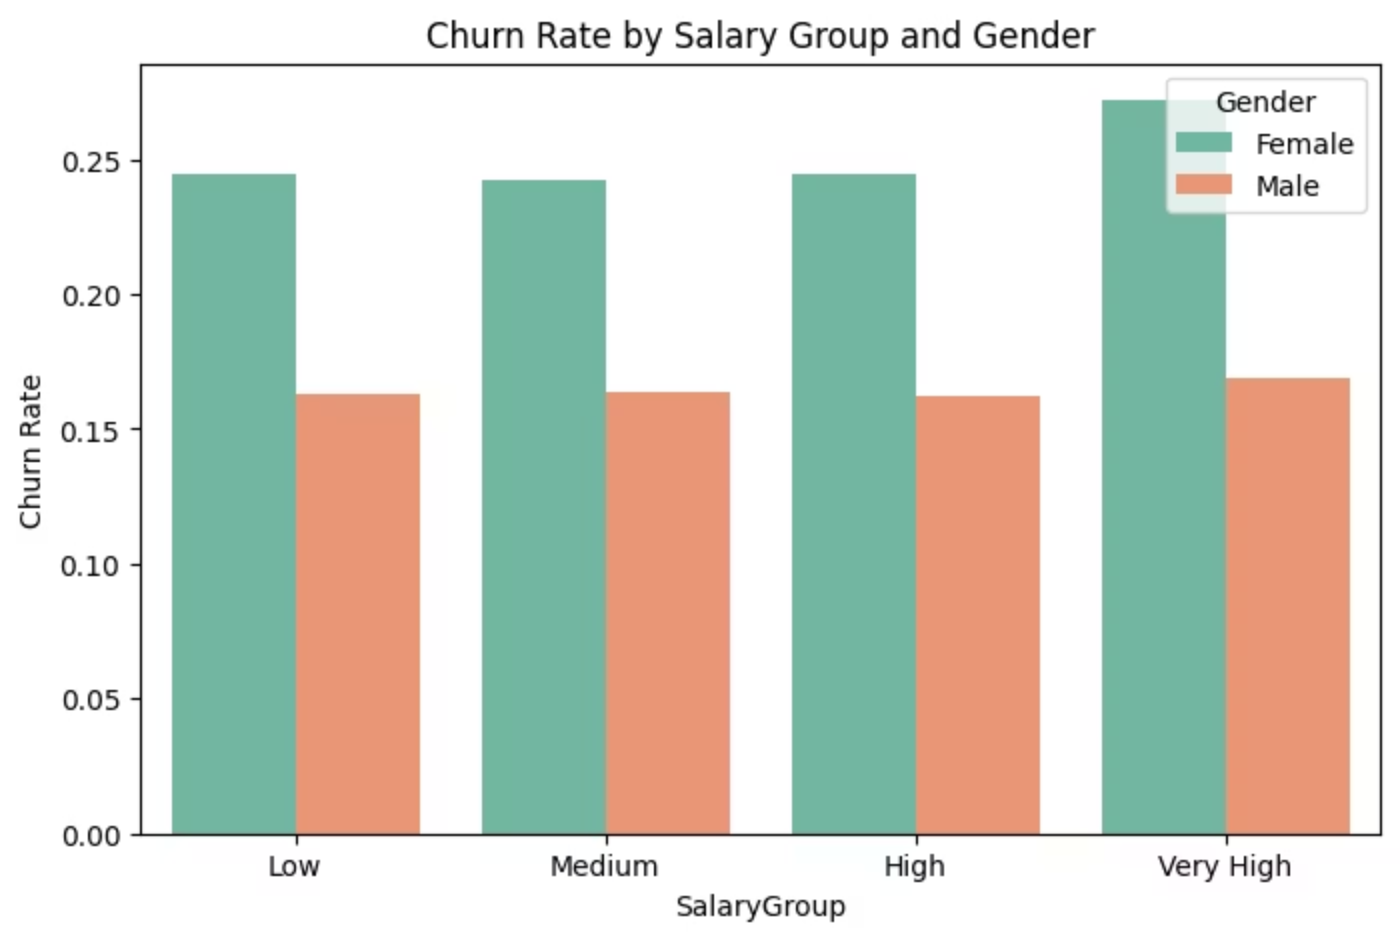 Churn Rate by Salary Group and Gender
Gender
Female
Male
0.25
0.20
0.15
0.10
0.05
0.00
Churn Rate
Low Medium High Very High
SalaryGroup